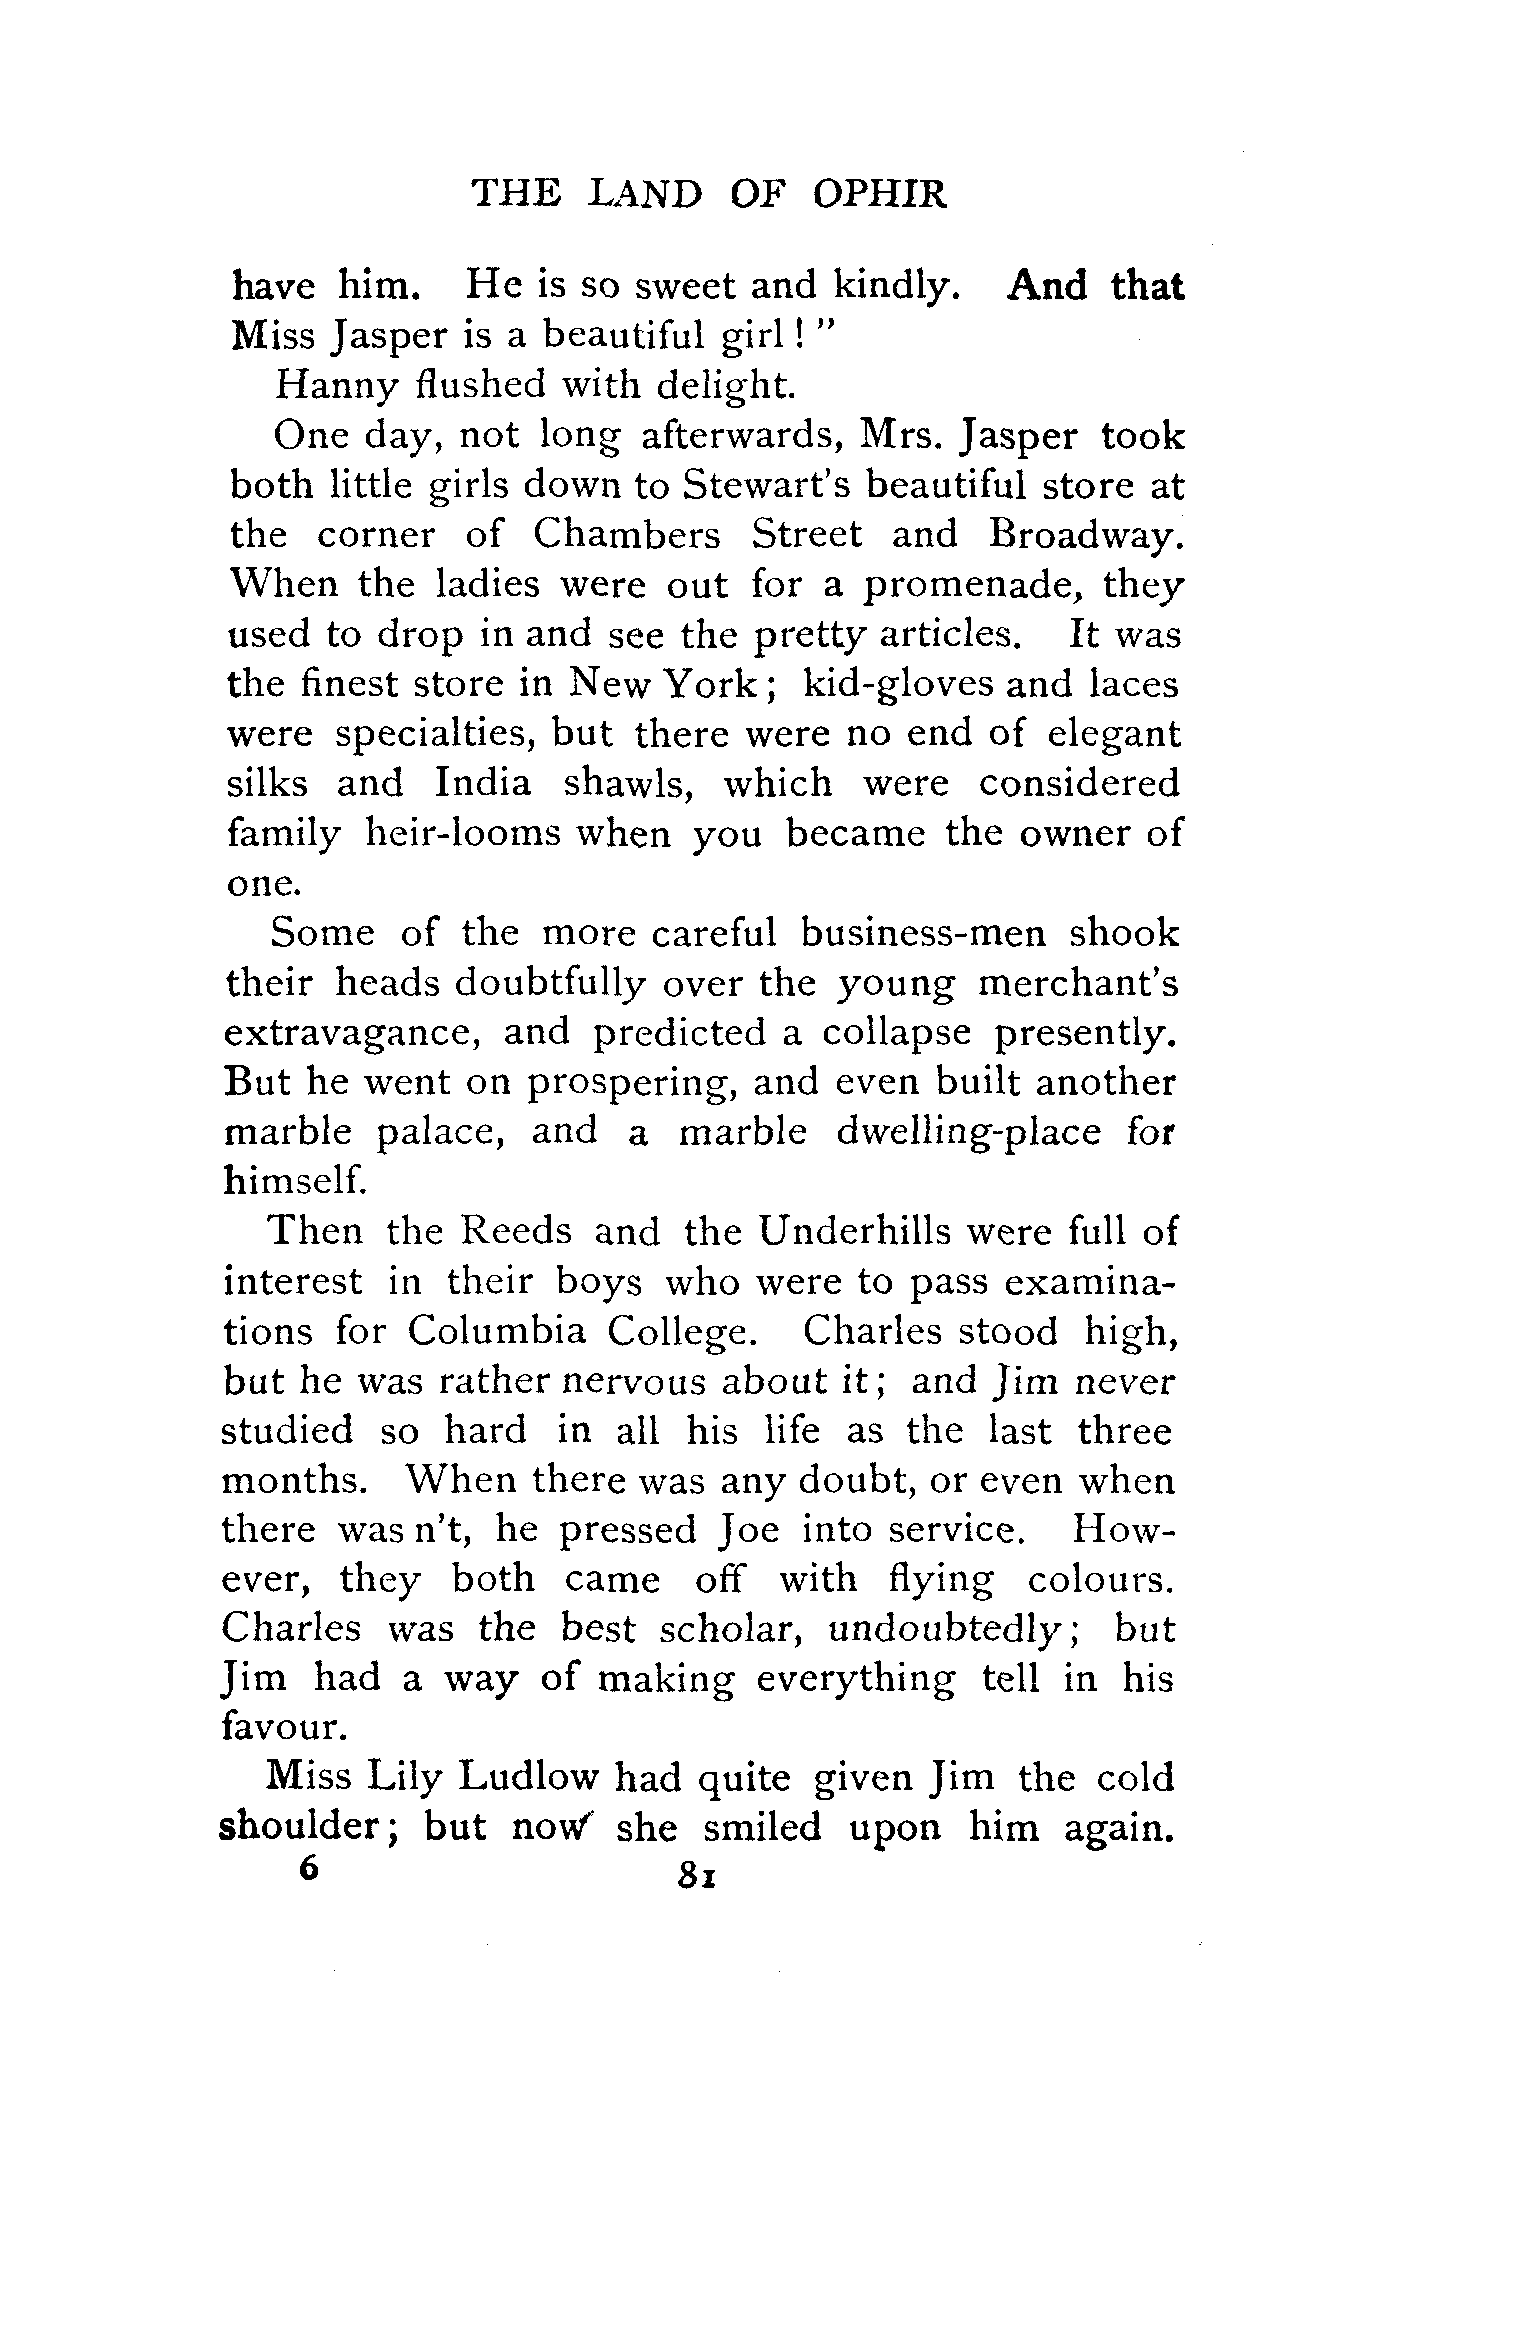 THE LAND OF OPHIR
have him. He is so sweet and kindly. And that
Miss Jasper is a beautiful girl! "
Hanny flushed with delight.
One day, not long afterwards, Mrs. Jasper took
both little girls down to Stewart's beautiful store at
the corner of Chambers Street and Broadway.
When the ladies were out for a promenade, they
used to drop in and see the pretty articles. It was
the finest store in New York; kid-gloves and laces
were specialties, but there were no end of elegant
silks and India shawls, which were considered
family heir-looms when you became the owner of
one.
Some of the more careful business-men shook
their heads doubtfully over the young merchant's
extravagance, and predicted a collapse presently.
But he went on prospering, and even built another
marble palace, and a marble dwelling-place for
himself.
Then the Reeds and the Underhills were full of
interest in their boys who were to pass examina-
tions for Columbia College. Charles stood high,
but he was rather nervous about it; and Jim never
studied so hard in all his life as the last three
months. When there was any doubt, or even when
there was n't, he pressed Joe into service. How-
ever, they both came off with flying colours.
Charles was the best scholar, undoubtedly; but
Jim had a way of making everything tell in his
favour.
Miss Lily Ludlow had quite given Jim the cold
shoulder; but now she smiled upon him again.
6 81